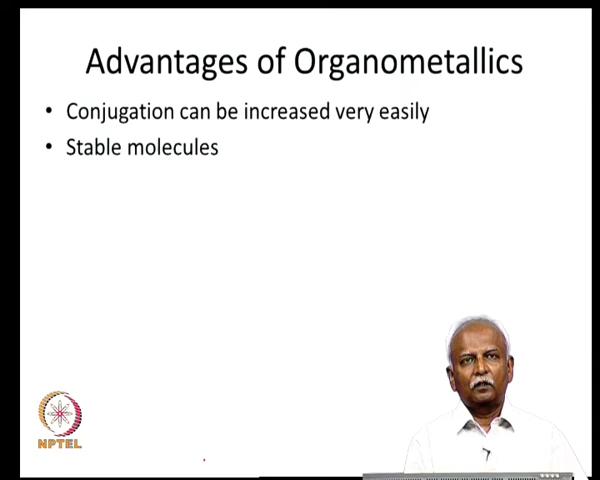 Advantages of Organometallics
• Conjugation can be increased very easily
• Stable molecules
NPTEL